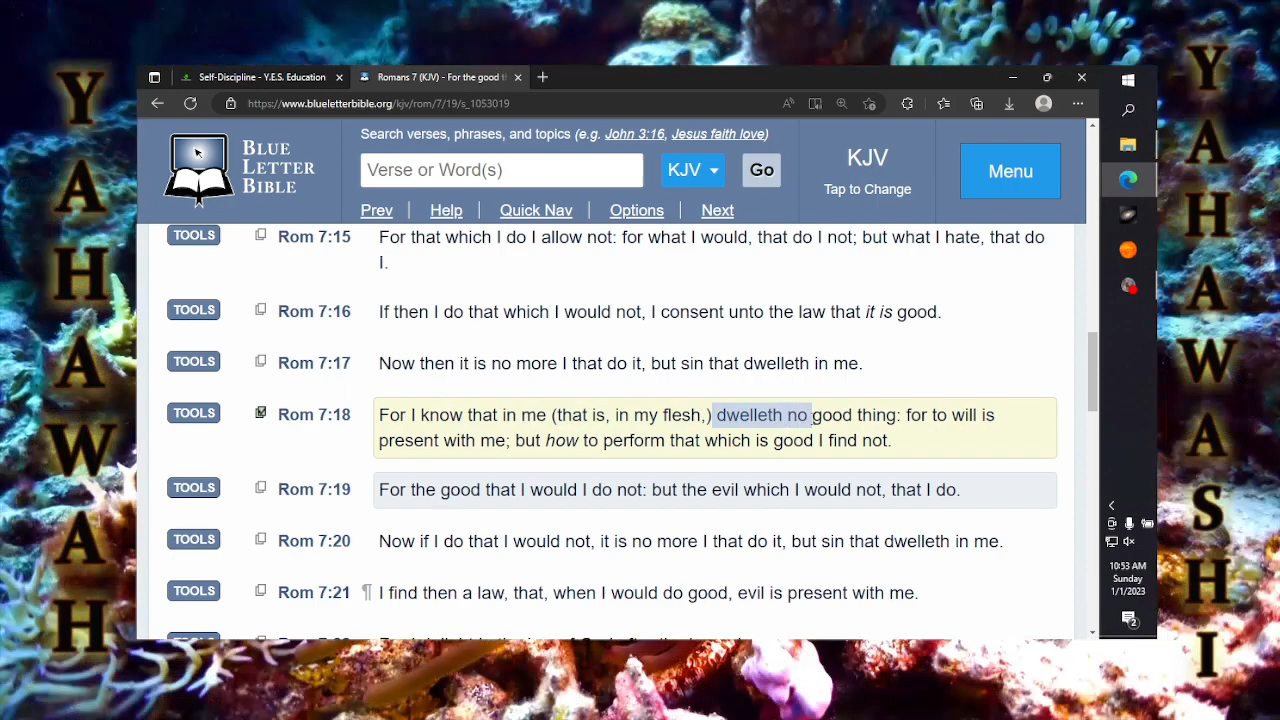 YAHAWAH
Self-Discipline - Y.E.S. Education
Romans 7 (KJV) - For the good th
https://www.blueletterbible.org/kjv/rom/7/19/s_1053019
BLUE
LETTER
BIBLE
Search verses, phrases, and topics (e.g. John 3:16, Jesus faith love)
Verse or Word(s)
KJV
Go
Prev
Help
Quick Nav
Options
Next
KJV
Tap to Change
Menu
TOOLS Rom 7:15 For that which I do I allow not: for what I would, that do I not; but what I hate, that do
I.
TOOLS Rom 7:16 If then I do that which I would not, I consent unto the law that it is good.
TOOLS Rom 7:17 Now then it is no more I that do it, but sin that dwelleth in me.
TOOLS Rom 7:18 For I know that in me (that is, in my flesh,) dwelleth no good thing: for to will is
present with me; but how to perform that which is good I find not.
TOOLS Rom 7:19 For the good that I would I do not: but the evil which I would not, that I do.
TOOLS Rom 7:20 Now if I do that I would not, it is no more I that do it, but sin that dwelleth in me.
TOOLS Rom 7:21 ¶ I find then a law, that, when I would do good, evil is present with me.
10:53 AM
Sunday
1/1/2023
2
YAHAWASHI